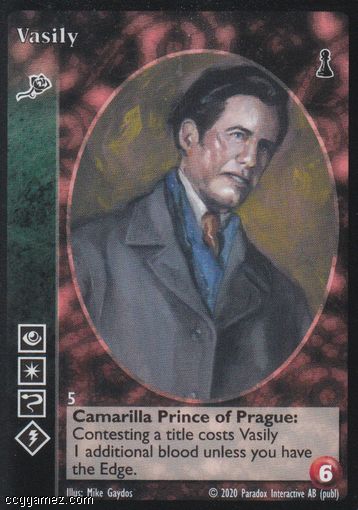 Vasily
5
Camarilla Prince of Prague:
Contesting a title costs Vasily
1 additional blood unless you have
the Edge.
6
Illus: Mike Gaydos © 2020 Paradox Interactive AB (publ)
ccggamez.com